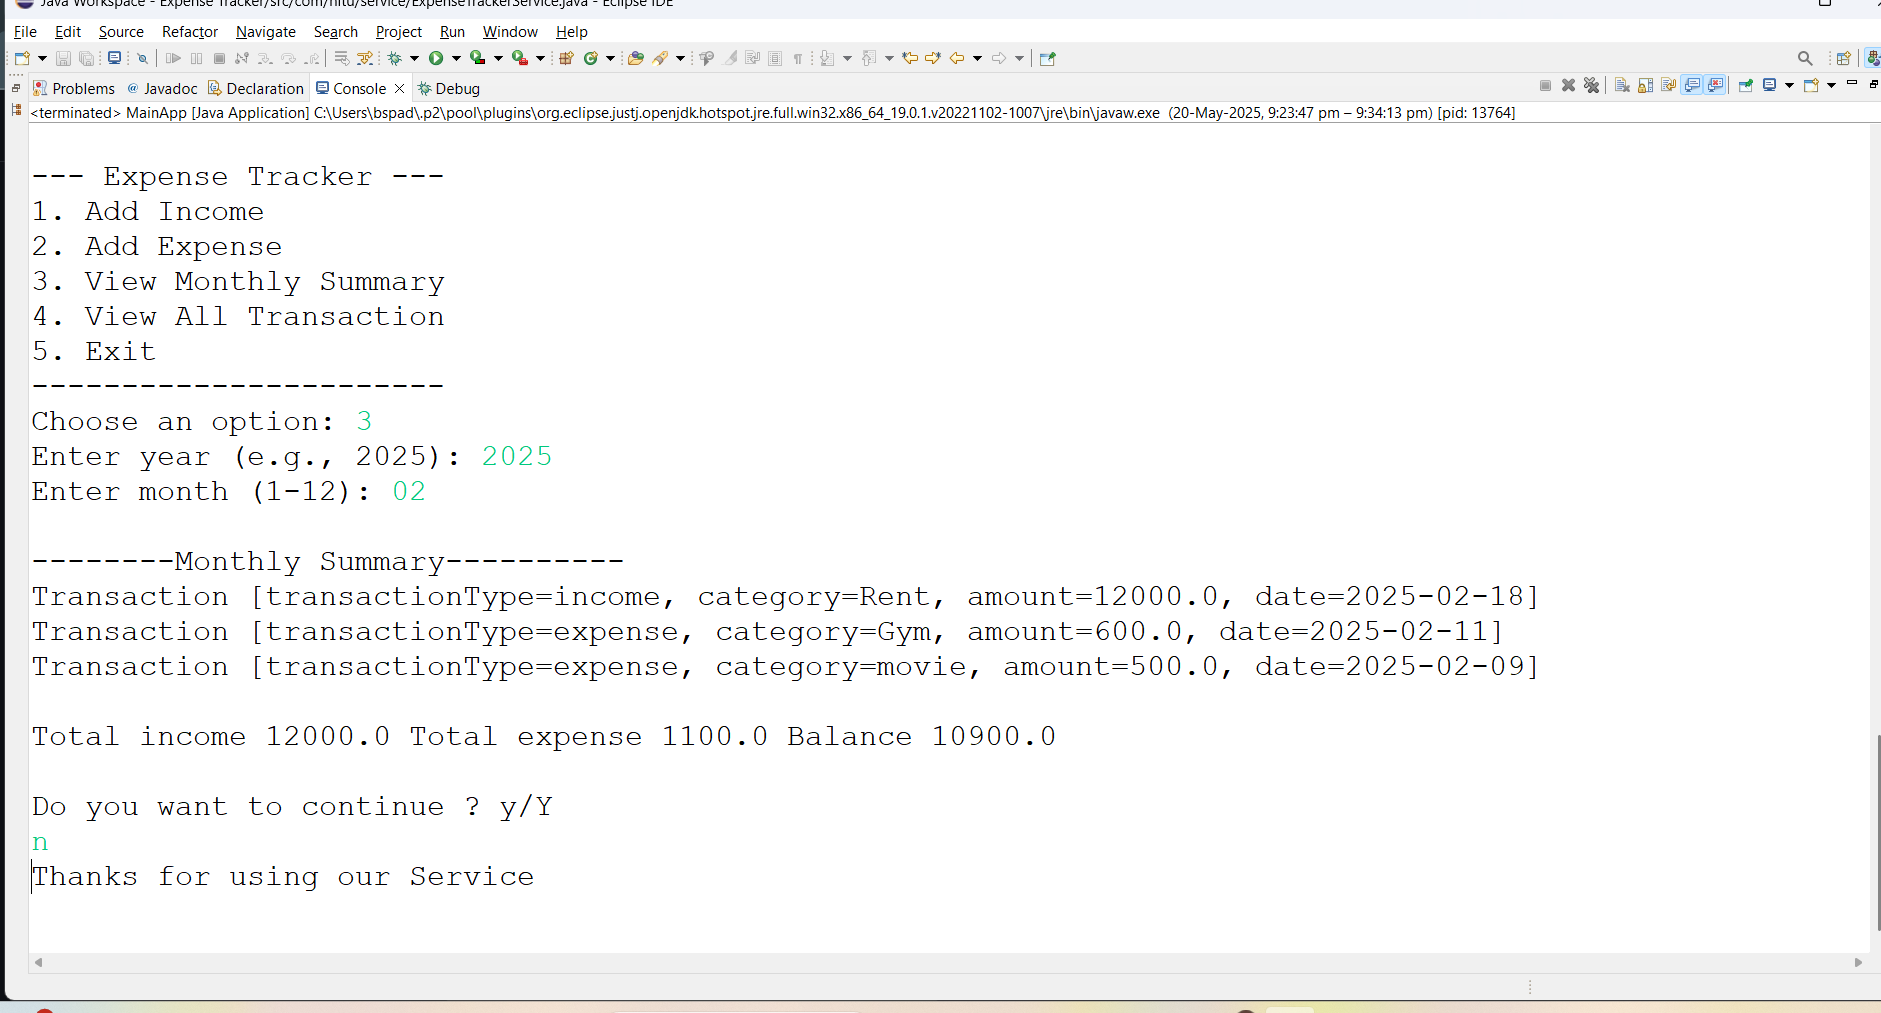 Java Workspace - Expense Tracker/src/com/nitu/service/ExpenseTrackerService.java - Eclipse IDE
File Edit Source Refactor Navigate Search Project Run Window Help
Problems Javadoc Declaration Console Debug
<terminated> MainApp [Java Application] C:\Users\bspad\.p2\pool\plugins\org.eclipse.justj.openjdk.hotspot.jre.full.win32.x86_64_19.0.1.v20221102-1007\jre\bin\javaw.exe (20-May-2025, 9:23:47 pm – 9:34:13 pm) [pid: 13764]
--- Expense Tracker ---
1. Add Income
2. Add Expense
3. View Monthly Summary
4. View All Transaction
5. Exit
-----------------------
Choose an option: 3
Enter year (e.g., 2025): 2025
Enter month (1-12): 02
--------Monthly Summary----------
Transaction [transactionType=income, category=Rent, amount=12000.0, date=2025-02-18]
Transaction [transactionType=expense, category=Gym, amount=600.0, date=2025-02-11]
Transaction [transactionType=expense, category=movie, amount=500.0, date=2025-02-09]
Total income 12000.0 Total expense 1100.0 Balance 10900.0
Do you want to continue ? y/Y
n
Thanks for using our Service